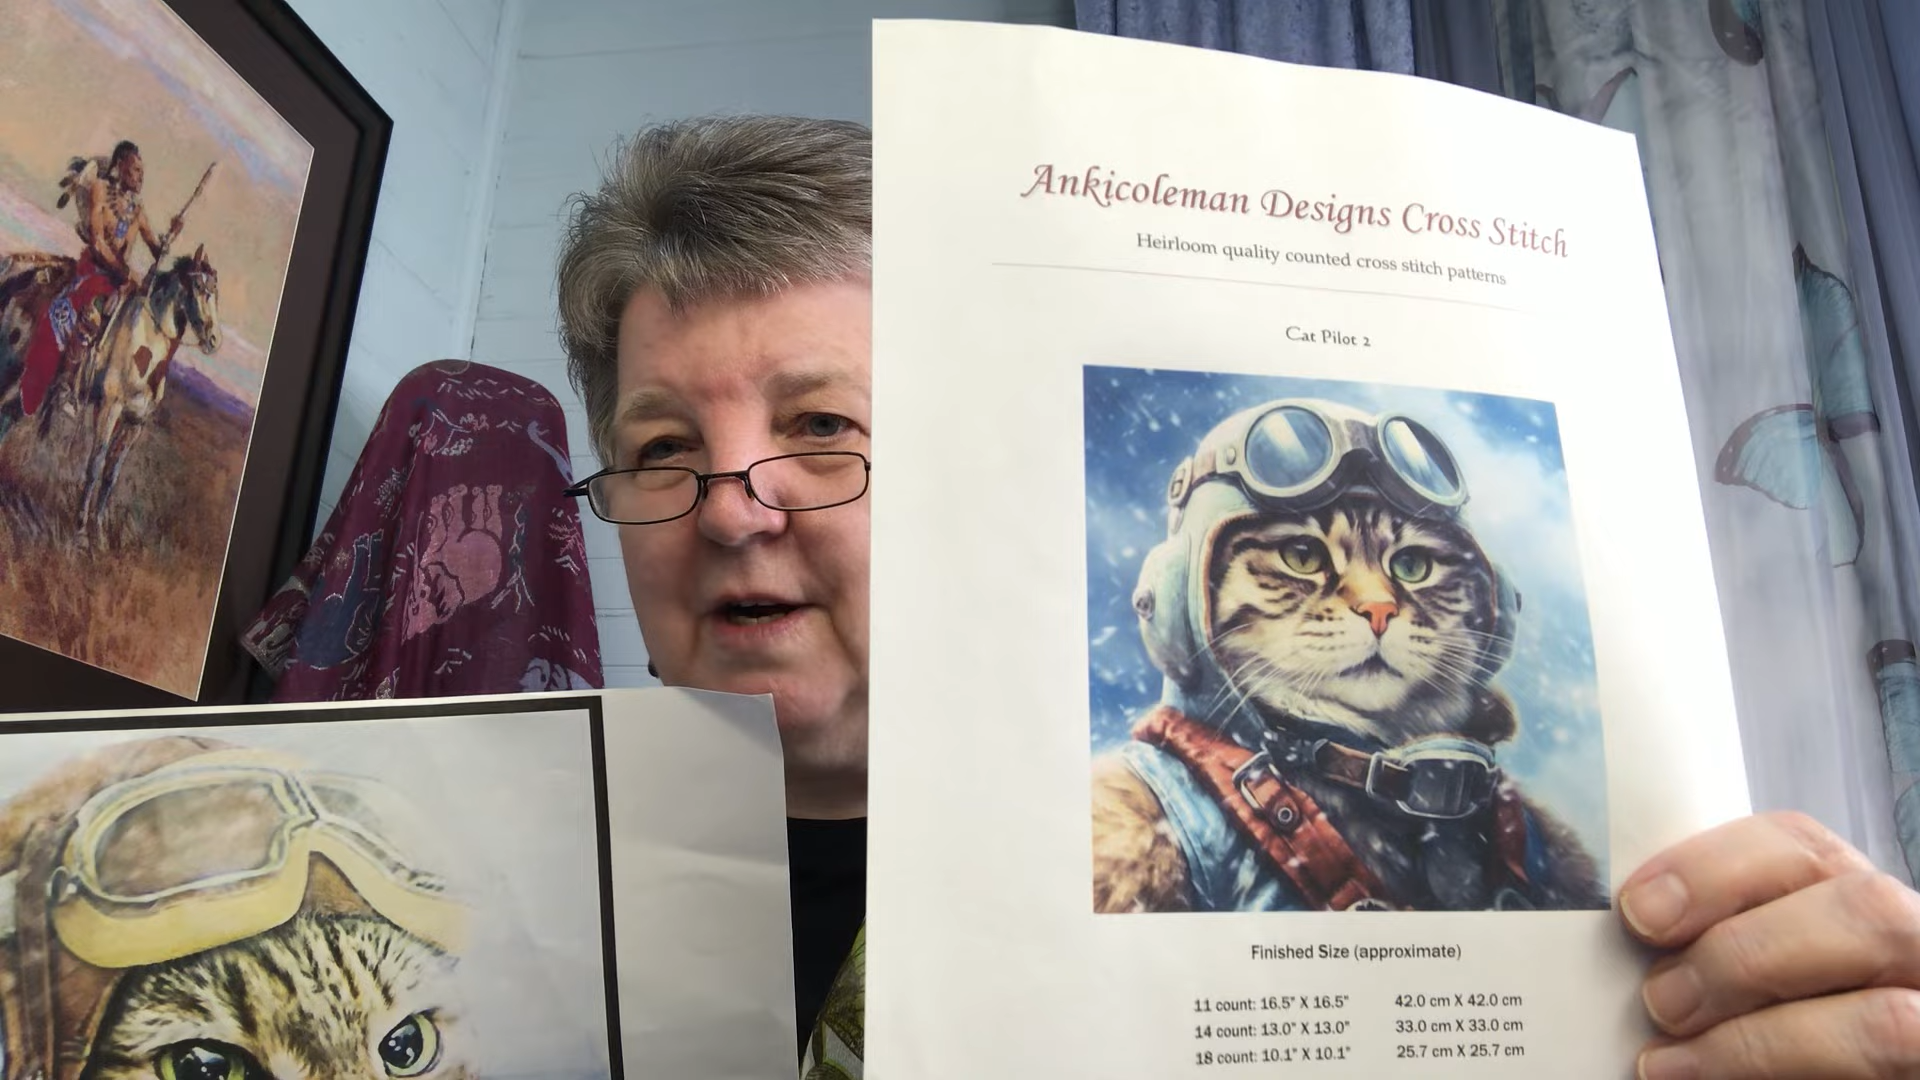 Ankicoleman Designs Cross Stitch
Heirloom quality counted cross stitch patterns
Cat Pilot 2
Finished Size (approximate)
11 count: 16.5" X 16.5" 42.0 cm X 42.0 cm
14 count: 13.0" X 13.0" 33.0 cm X 33.0 cm
18 count: 10.1" X 10.1" 25.7 cm X 25.7 cm